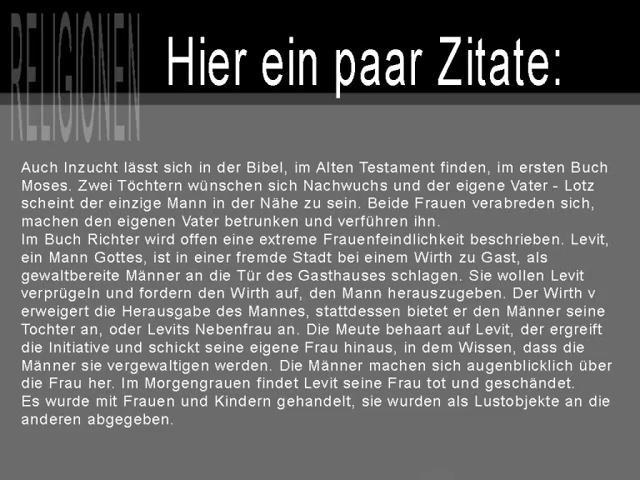 RELIGIONEN
Hier ein paar Zitate:
Auch Inzucht lässt sich in der Bibel, im Alten Testament finden, im ersten Buch
Moses. Zwei Töchtern wünschen sich Nachwuchs und der eigene Vater - Lotz
scheint der einzige Mann in der Nähe zu sein. Beide Frauen verabreden sich,
machen den eigenen Vater betrunken und verführen ihn.
Im Buch Richter wird offen eine extreme Frauenfeindlichkeit beschrieben. Levit,
ein Mann Gottes, ist in einer fremde Stadt bei einem Wirth zu Gast, als
gewaltbereite Männer an die Tür des Gasthauses schlagen. Sie wollen Levit
verprügeln und fordern den Wirth auf, den Mann herauszugeben. Der Wirth v
erweigert die Herausgabe des Mannes, stattdessen bietet er den Männer seine
Tochter an, oder Levits Nebenfrau an. Die Meute behaart auf Levit, der ergreift
die Initiative und schickt seine eigene Frau hinaus, in dem Wissen, dass die
Männer sie vergewaltigen werden. Die Männer machen sich augenblicklich über
die Frau her. Im Morgengrauen findet Levit seine Frau tot und geschändet.
Es wurde mit Frauen und Kindern gehandelt, sie wurden als Lustobjekte an die
anderen abgegeben.